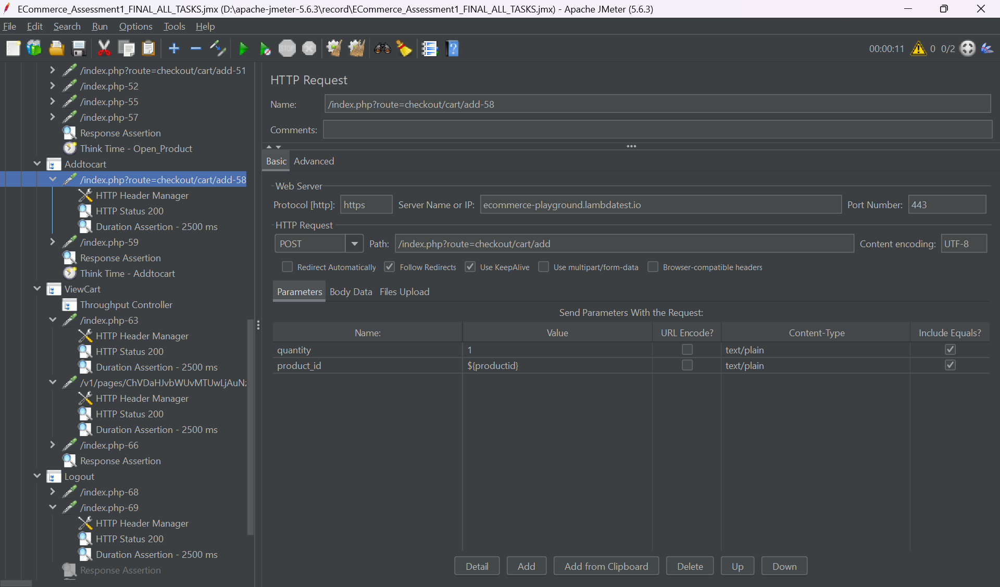 ECommerce_Assessment1_FINAL_ALL_TASKS.jmx (D:\apache-jmeter-5.6.3\record\ECommerce_Assessment1_FINAL_ALL_TASKS.jmx) - Apache JMeter (5.6.3)
File Edit Search Run Options Tools Help
STOP
00:00:11 0 0/2
/index.php?route=checkout/cart/add-51
/index.php-52
/index.php-55
/index.php-57
Response Assertion
Think Time - Open_Product
Addtocart
/index.php?route=checkout/cart/add-58
HTTP Header Manager
HTTP Status 200
Duration Assertion - 2500 ms
/index.php-59
Response Assertion
Think Time - Addtocart
ViewCart
Throughput Controller
/index.php-63
HTTP Header Manager
HTTP Status 200
Duration Assertion - 2500 ms
/v1/pages/ChVDaHJvbWUvMTUwLjAuNz
HTTP Header Manager
HTTP Status 200
Duration Assertion - 2500 ms
/index.php-66
Response Assertion
Logout
/index.php-68
/index.php-69
HTTP Header Manager
HTTP Status 200
Duration Assertion - 2500 ms
Response Assertion
HTTP Request
Name: /index.php?route=checkout/cart/add-58
Comments:
Basic Advanced
Web Server
Protocol [http]: https Server Name or IP: ecommerce-playground.lambdatest.io Port Number: 443
HTTP Request
POST Path: /index.php?route=checkout/cart/add Content encoding: UTF-8
Redirect Automatically Follow Redirects Use KeepAlive Use multipart/form-data Browser-compatible headers
Parameters Body Data Files Upload
Send Parameters With the Request:
Name: Value URL Encode? Content-Type Include Equals?
quantity 1 text/plain
product_id ${productid} text/plain
Detail Add Add from Clipboard Delete Up Down